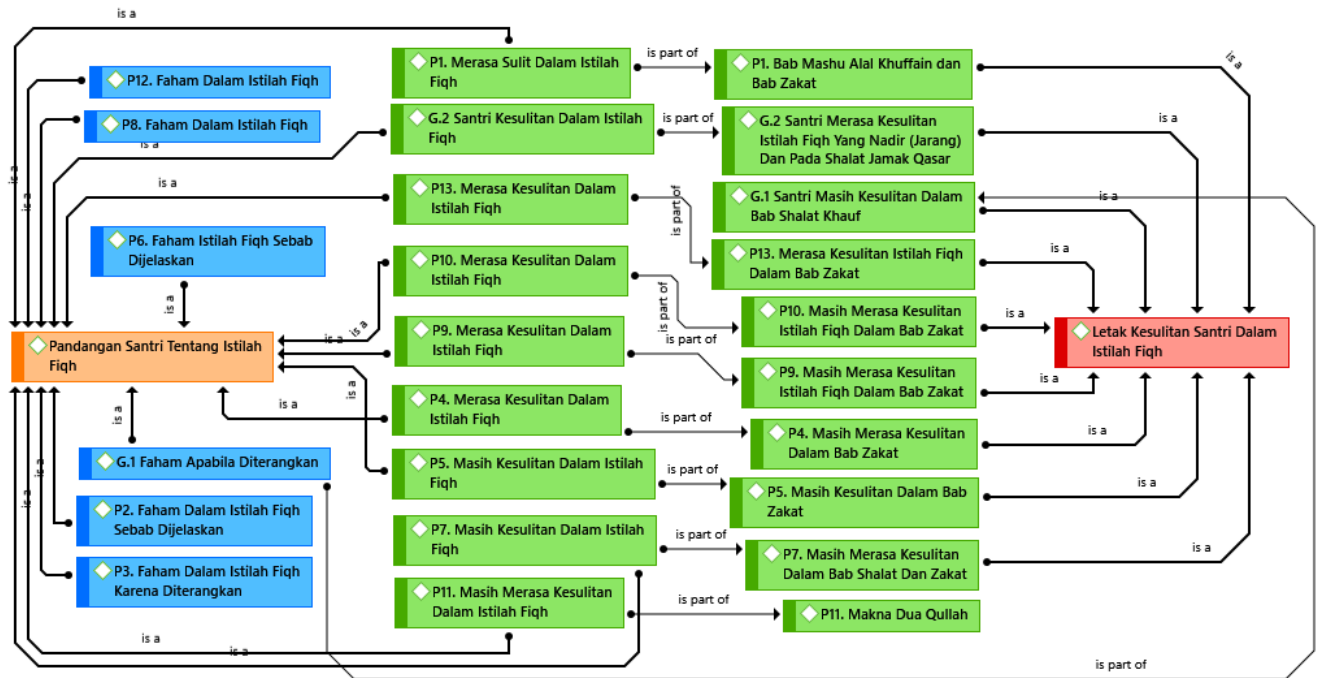 is a
P12. Faham Dalam Istilah Fiqh
P8. Faham Dalam Istilah Fiqh
is a
is a
is a
is a
P6. Faham Istilah Fiqh Sebab
Dijelaskan
is a
Pandangan Santri Tentang Istilah
Fiqh
is a
G.1 Faham Apabila Diterangkan
P2. Faham Dalam Istilah Fiqh
Sebab Dijelaskan
P3. Faham Dalam Istilah Fiqh
Karena Diterangkan
is a
is a
is a
is a
is a
is a
is a
is a
is a
is a
P1. Merasa Sulit Dalam Istilah
Fiqh
G.2 Santri Kesulitan Dalam Istilah
Fiqh
P13. Merasa Kesulitan Dalam
Istilah Fiqh
P10. Merasa Kesulitan Dalam
Istilah Fiqh
P9. Merasa Kesulitan Dalam
Istilah Fiqh
P4. Merasa Kesulitan Dalam
Istilah Fiqh
P5. Masih Kesulitan Dalam Istilah
Fiqh
P7. Masih Kesulitan Dalam Istilah
Fiqh
P11. Masih Merasa Kesulitan
Dalam Istilah Fiqh
is part of
is part of
is part of
is part of
is part of
is part of
is part of
is part of
is part of
P1. Bab Mashu Alal Khuffain dan
Bab Zakat
G.2 Santri Merasa Kesulitan
Istilah Fiqh Yang Nadir (Jarang)
Dan Pada Shalat Jamak Qasar
G.1 Santri Masih Kesulitan Dalam
Bab Shalat Khauf
P13. Merasa Kesulitan Istilah Fiqh
Dalam Bab Zakat
P10. Masih Merasa Kesulitan
Istilah Fiqh Dalam Bab Zakat
P9. Masih Merasa Kesulitan
Istilah Fiqh Dalam Bab Zakat
P4. Masih Merasa Kesulitan
Dalam Bab Zakat
P5. Masih Kesulitan Dalam Bab
Zakat
P7. Masih Merasa Kesulitan
Dalam Bab Shalat Dan Zakat
P11. Makna Dua Qullah
is a
is a
is a
is a
is a
is a
is a
is a
is a
Letak Kesulitan Santri Dalam
Istilah Fiqh
is part of